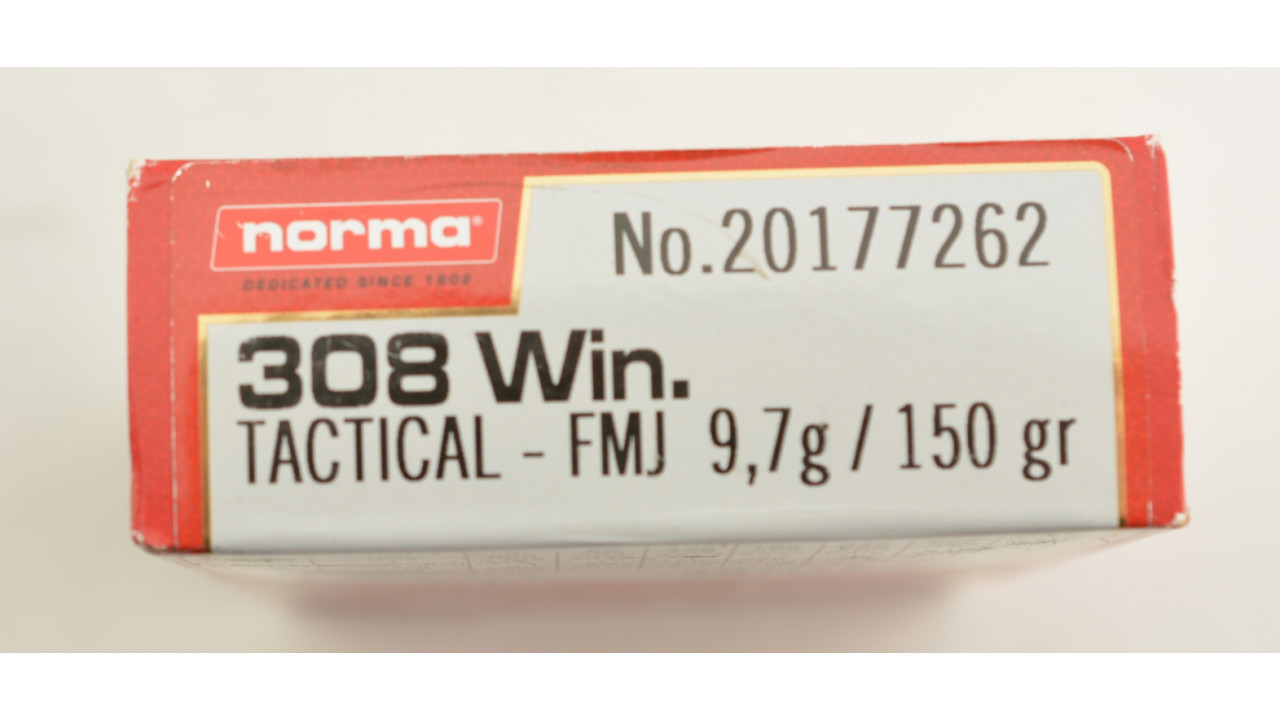 norma®
DEDICATED SINCE 1902
No.20177262
308 Win.
TACTICAL - FMJ 9,7g / 150 gr